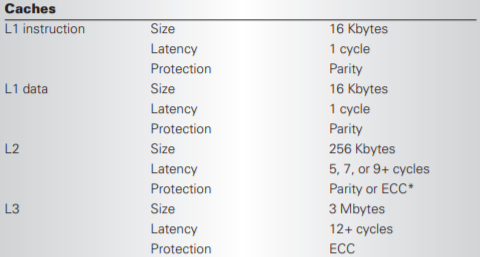 Caches
L1 instruction Size 16 Kbytes
Latency 1 cycle
Protection Parity
L1 data Size 16 Kbytes
Latency 1 cycle
Protection Parity
L2 Size 256 Kbytes
Latency 5, 7, or 9+ cycles
Protection Parity or ECC*
L3 Size 3 Mbytes
Latency 12+ cycles
Protection ECC